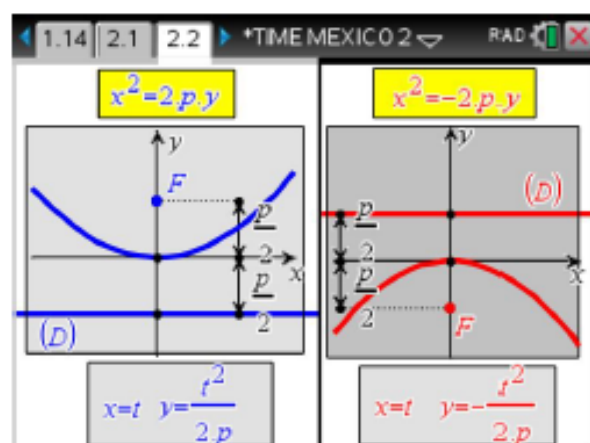 1.14 2.1 2.2 *TIME MEXICO 2 RAD
x²=2.p.y
y
F
p/2
x
p/2
(D)
x=t y=t²/2.p
x²=-2.p.y
y
(D)
p/2
x
p/2
F
x=t y=-t²/2.p